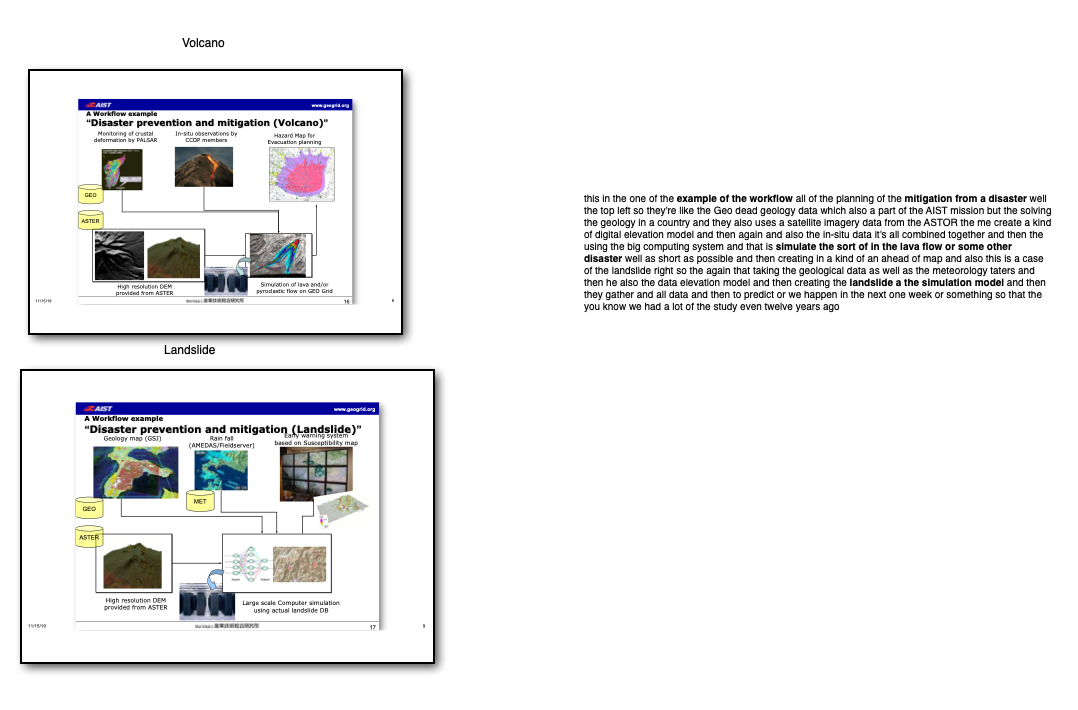 Volcano
AIST
www.geogrid.org
A Workflow example
“Disaster prevention and mitigation (Volcano)”
Monitoring of crustal
deformation by PALSAR
In-situ observations by
CCOP members
Hazard Map for
Evacuation planning
GEO
ASTER
High resolution DEM
provided from ASTER
Simulation of lava and/or
pyroclastic flow on GEO Grid
11/15/19
産業技術総合研究所
16
Landslide
AIST
www.geogrid.org
A Workflow example
“Disaster prevention and mitigation (Landslide)”
Geology map (GSJ)
Rain fall
(AMEDAS/Fieldserver)
Early warning system
based on Susceptibility map
GEO
MET
ASTER
High resolution DEM
provided from ASTER
Large scale Computer simulation
using actual landslide DB
11/15/19
産業技術総合研究所
17
9
this in the one of the example of the workflow all of the planning of the mitigation from a disaster well
the top left so they're like the Geo dead geology data which also a part of the AIST mission but the solving
the geology in a country and they also uses a satellite imagery data from the ASTOR the me create a kind
of digital elevation model and then again and also the in-situ data it's all combined together and then the
using the big computing system and that is simulate the sort of in the lava flow or some other
disaster well as short as possible and then creating in a kind of an ahead of map and also this is a case
of the landslide right so the again that taking the geological data as well as the meteorology taters and
then he also the data elevation model and then creating the landslide a the simulation model and then
they gather and all data and then to predict or we happen in the next one week or something so that the
you know we had a lot of the study even twelve years ago